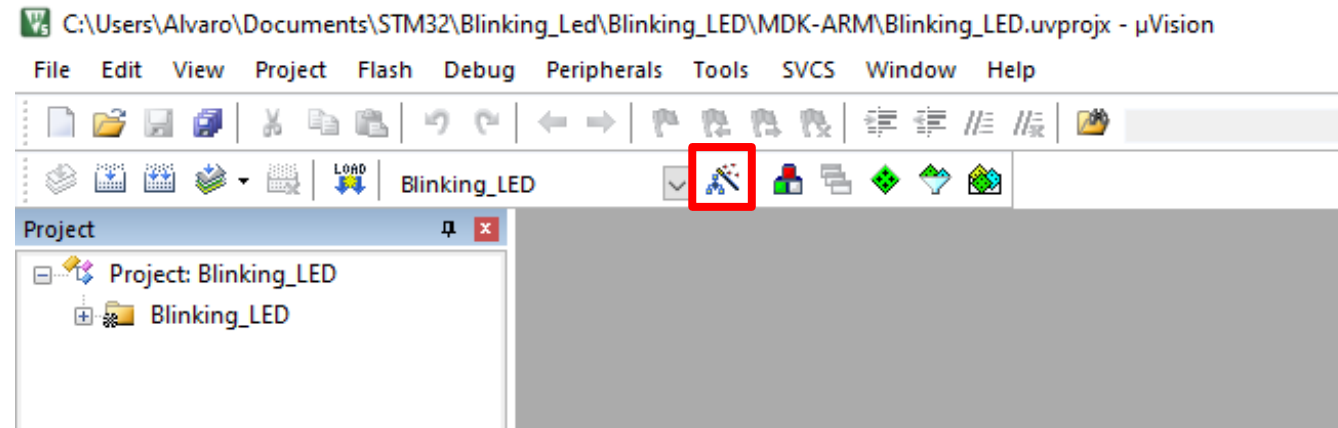 C:\Users\Alvaro\Documents\STM32\Blinking_Led\Blinking_LED\MDK-ARM\Blinking_LED.uvprojx - µVision
File Edit View Project Flash Debug Peripherals Tools SVCS Window Help
LOAD Blinking_LED
Project
Project: Blinking_LED
Blinking_LED